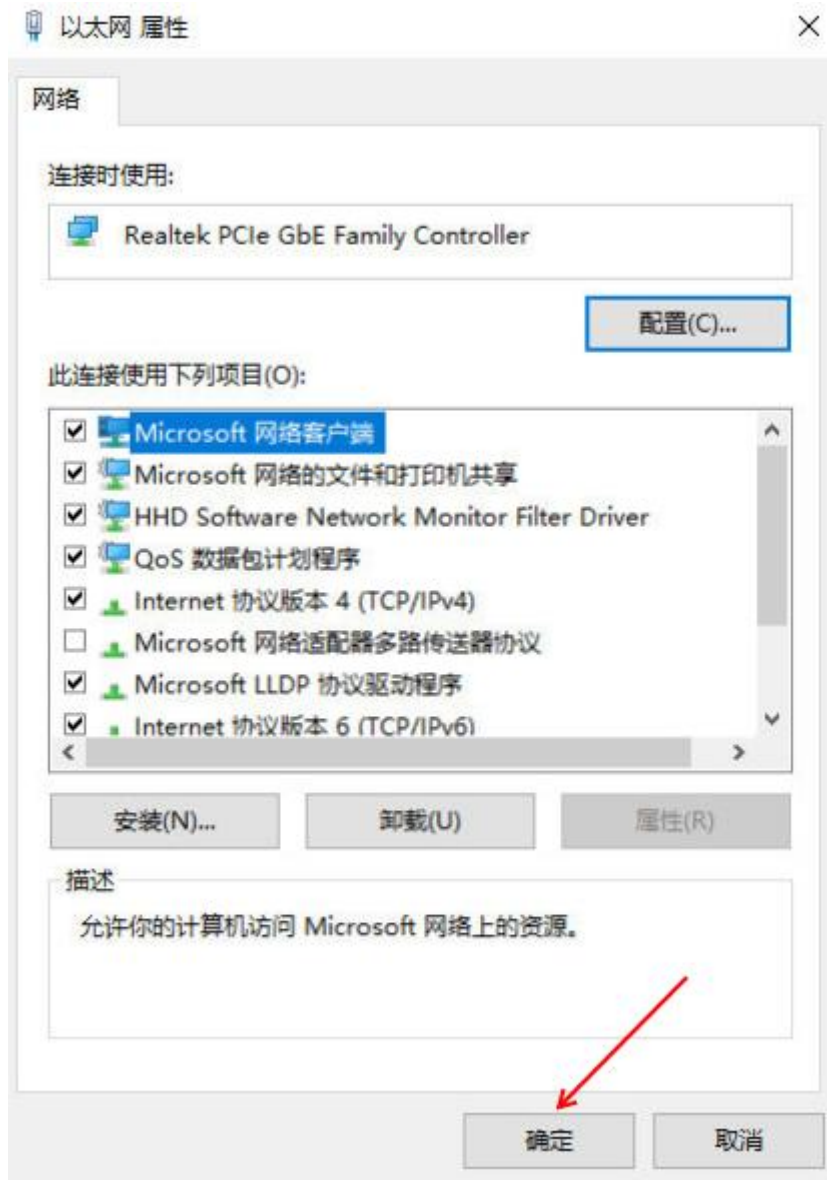 以太网 属性
网络
连接时使用:
Realtek PCIe GbE Family Controller
配置(C)...
此连接使用下列项目(O):
Microsoft 网络客户端
Microsoft 网络的文件和打印机共享
HHD Software Network Monitor Filter Driver
QoS 数据包计划程序
Internet 协议版本 4 (TCP/IPv4)
Microsoft 网络适配器多路传送器协议
Microsoft LLDP 协议驱动程序
Internet 协议版本 6 (TCP/IPv6)
安装(N)... 卸载(U) 属性(R)
描述
允许你的计算机访问 Microsoft 网络上的资源。
确定 取消